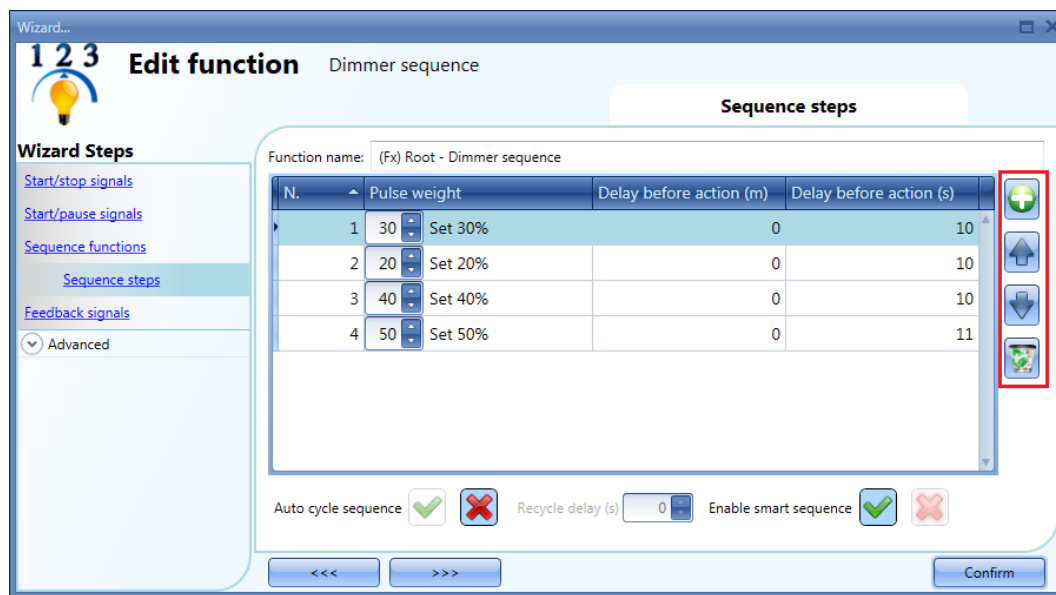 Wizard...
1 2 3
Edit function Dimmer sequence
Sequence steps
Wizard Steps
Start/stop signals
Start/pause signals
Sequence functions
Sequence steps
Feedback signals
Advanced
Function name: (Fx) Root - Dimmer sequence
N. Pulse weight Delay before action (m) Delay before action (s)
1 30 Set 30% 0 10
2 20 Set 20% 0 10
3 40 Set 40% 0 10
4 50 Set 50% 0 11
Auto cycle sequence Recycle delay (s) 0 Enable smart sequence
<<< >>> Confirm